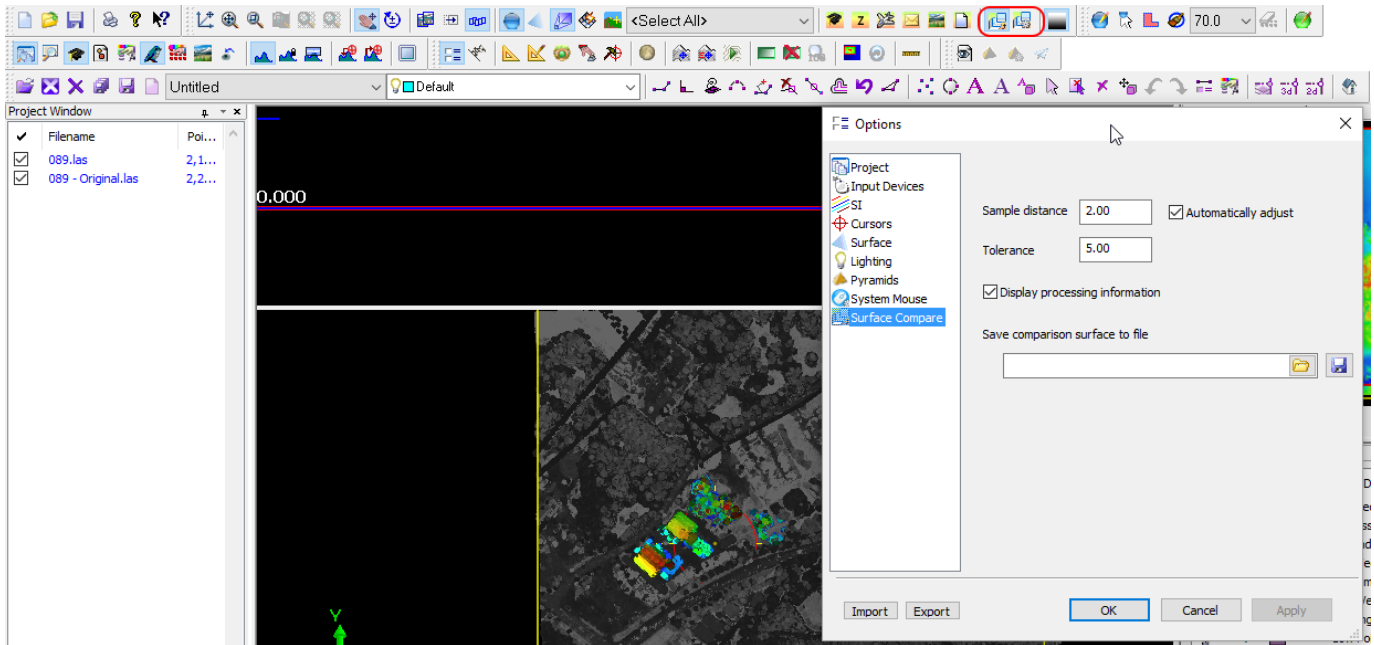 <Select All>
70.0
Untitled
Default
Project Window
Filename
Poi...
089.las
2,1...
089 - Original.las
2,2...
0.000
Y
Options
Project
Input Devices
SI
Cursors
Surface
Lighting
Pyramids
System Mouse
Surface Compare
Sample distance
2.00
Automatically adjust
Tolerance
5.00
Display processing information
Save comparison surface to file
Import
Export
OK
Cancel
Apply